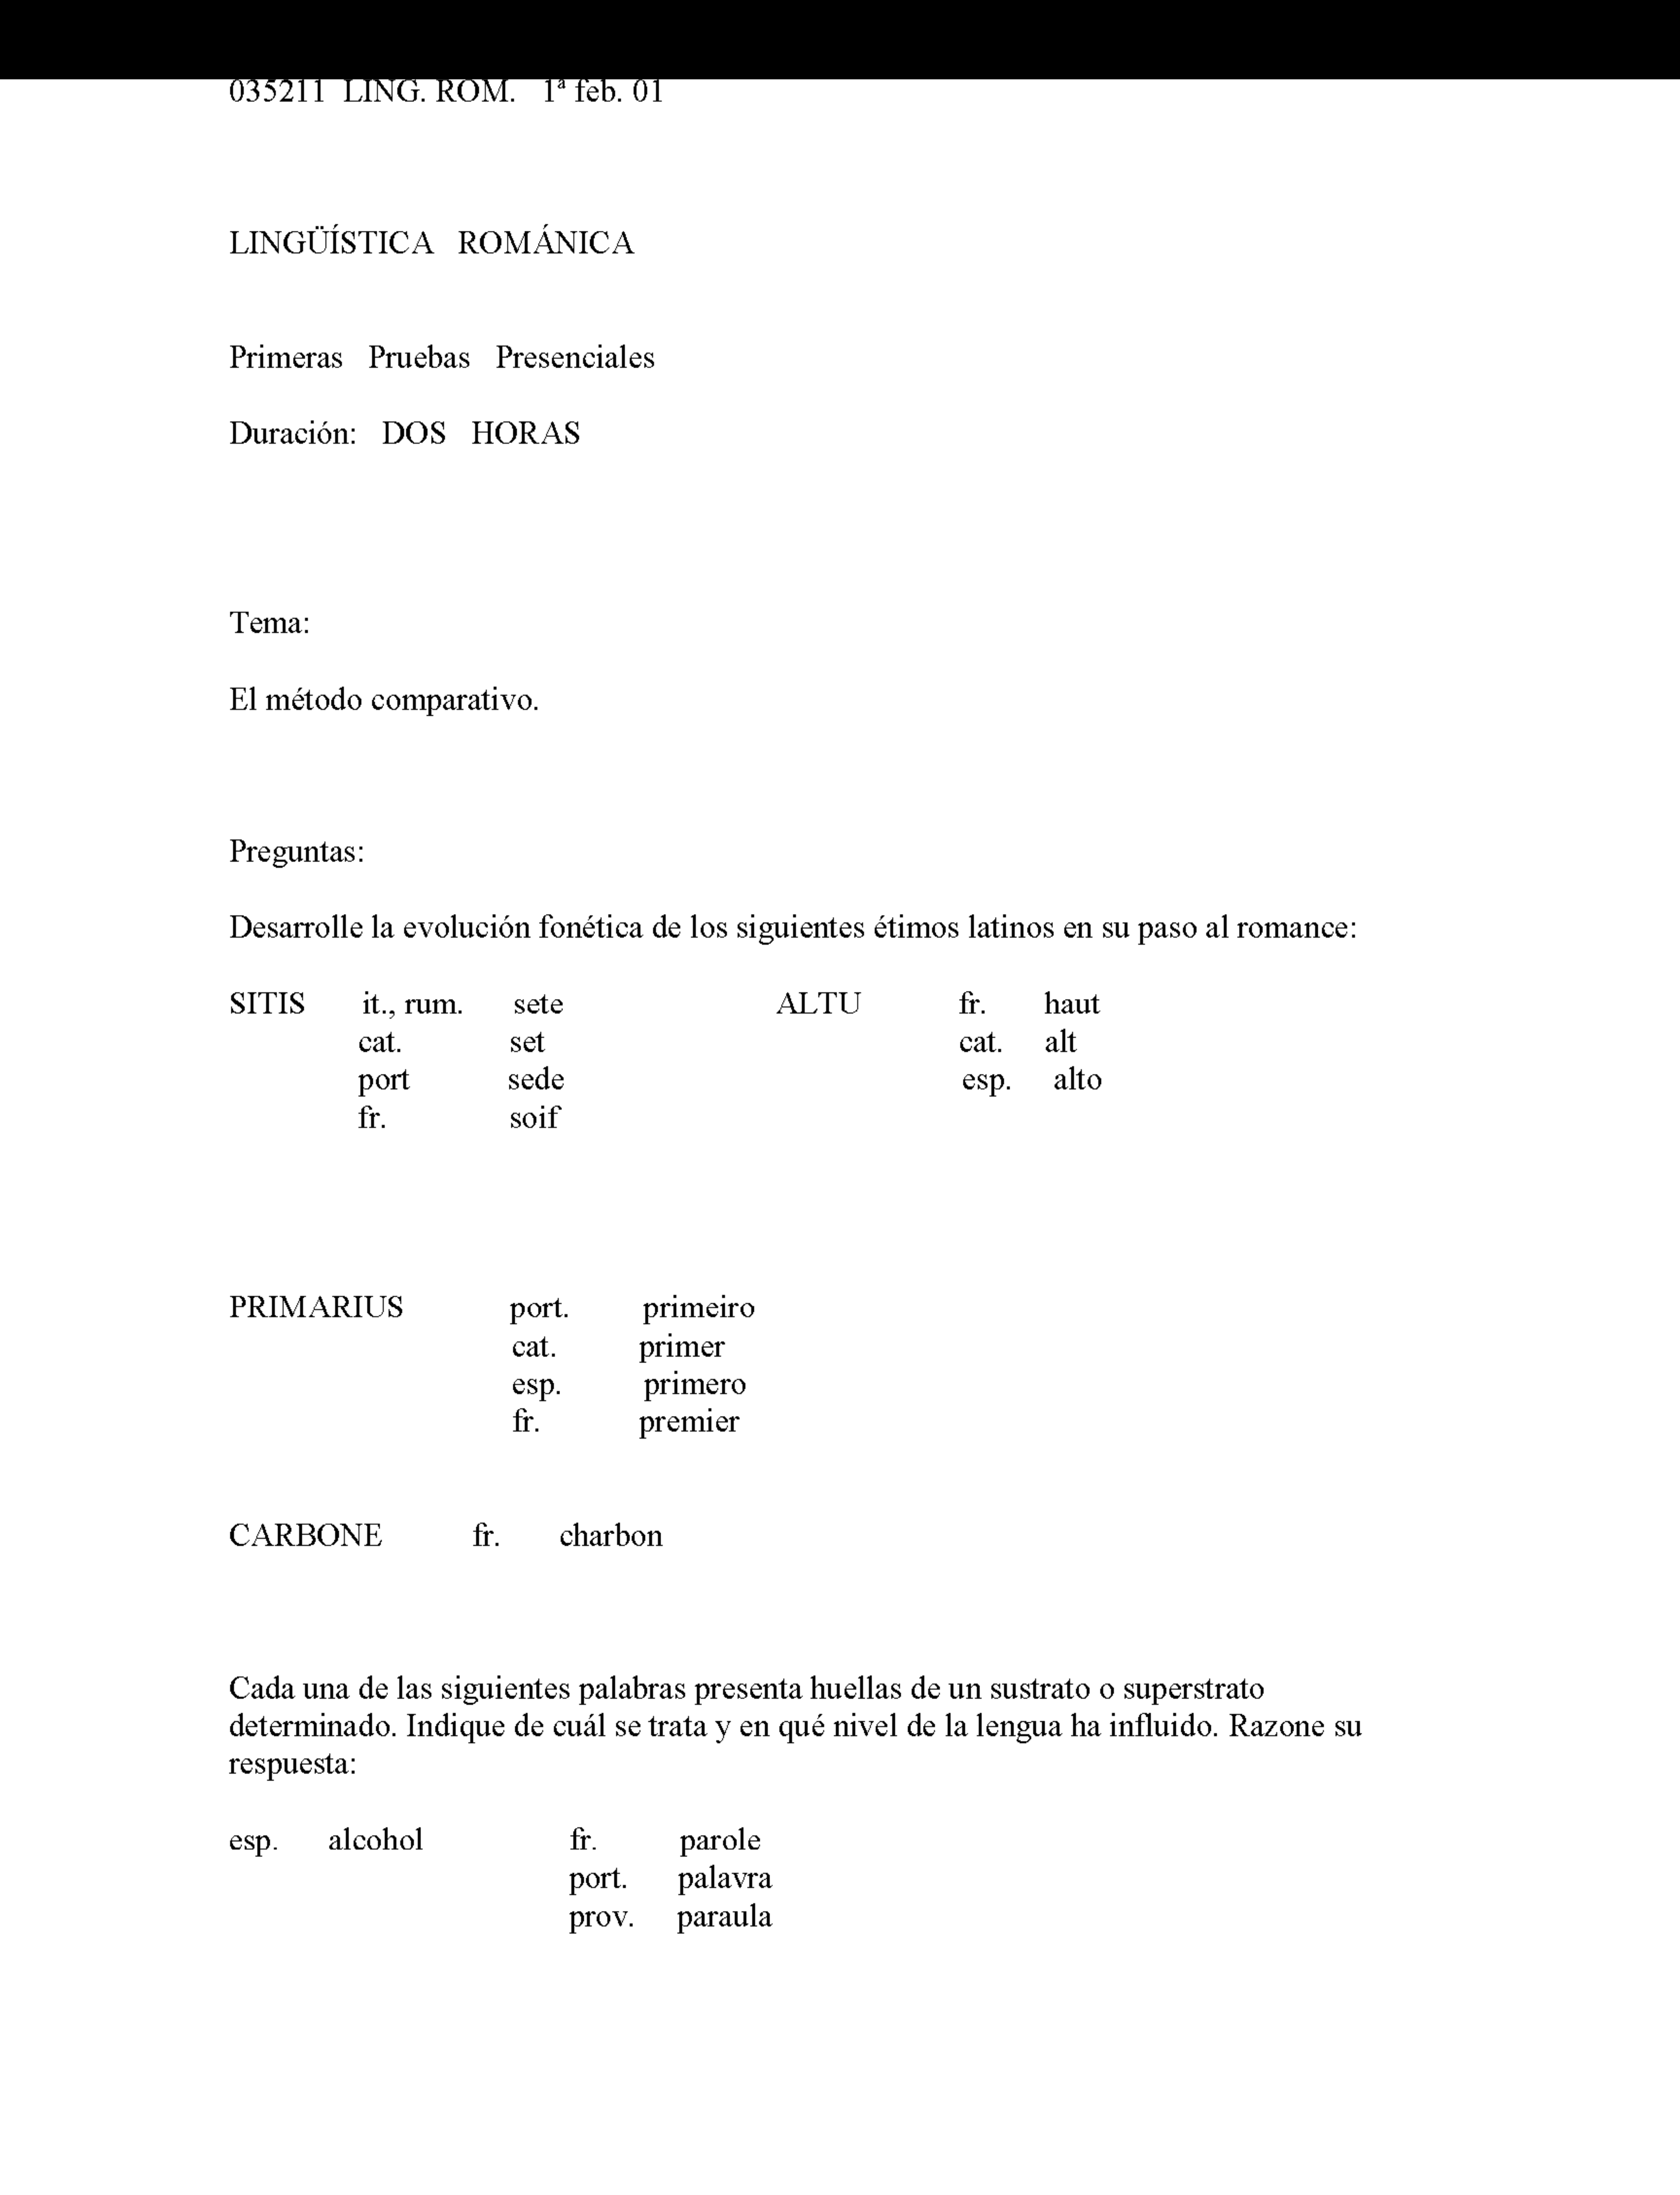 035211 LING. ROM. 1ª feb. 01
LINGÜÍSTICA ROMÁNICA
Primeras Pruebas Presenciales
Duración: DOS HORAS
Tema:
El método comparativo.
Preguntas:
Desarrolle la evolución fonética de los siguientes étimos latinos en su paso al romance:
SITIS it., rum. sete ALTU fr. haut
cat. set cat. alt
port sede esp. alto
fr. soif
PRIMARIUS port. primeiro
cat. primer
esp. primero
fr. premier
CARBONE fr. charbon
Cada una de las siguientes palabras presenta huellas de un sustrato o superstrato
determinado. Indique de cuál se trata y en qué nivel de la lengua ha influido. Razone su
respuesta:
esp. alcohol fr. parole
port. palavra
prov. paraula